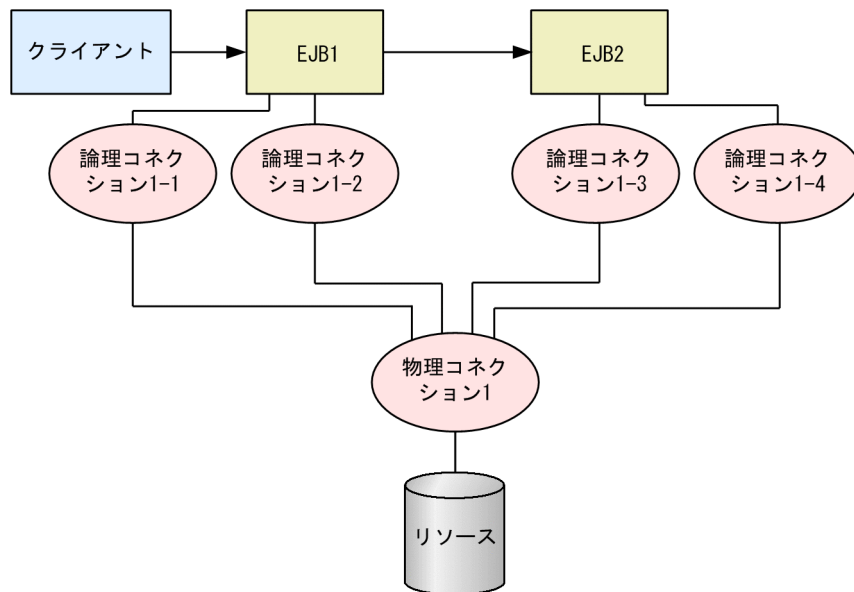 クライアント
EJB1
EJB2
論理コネク
ション1-1
論理コネク
ション1-2
論理コネク
ション1-3
論理コネク
ション1-4
物理コネク
ション1
リソース